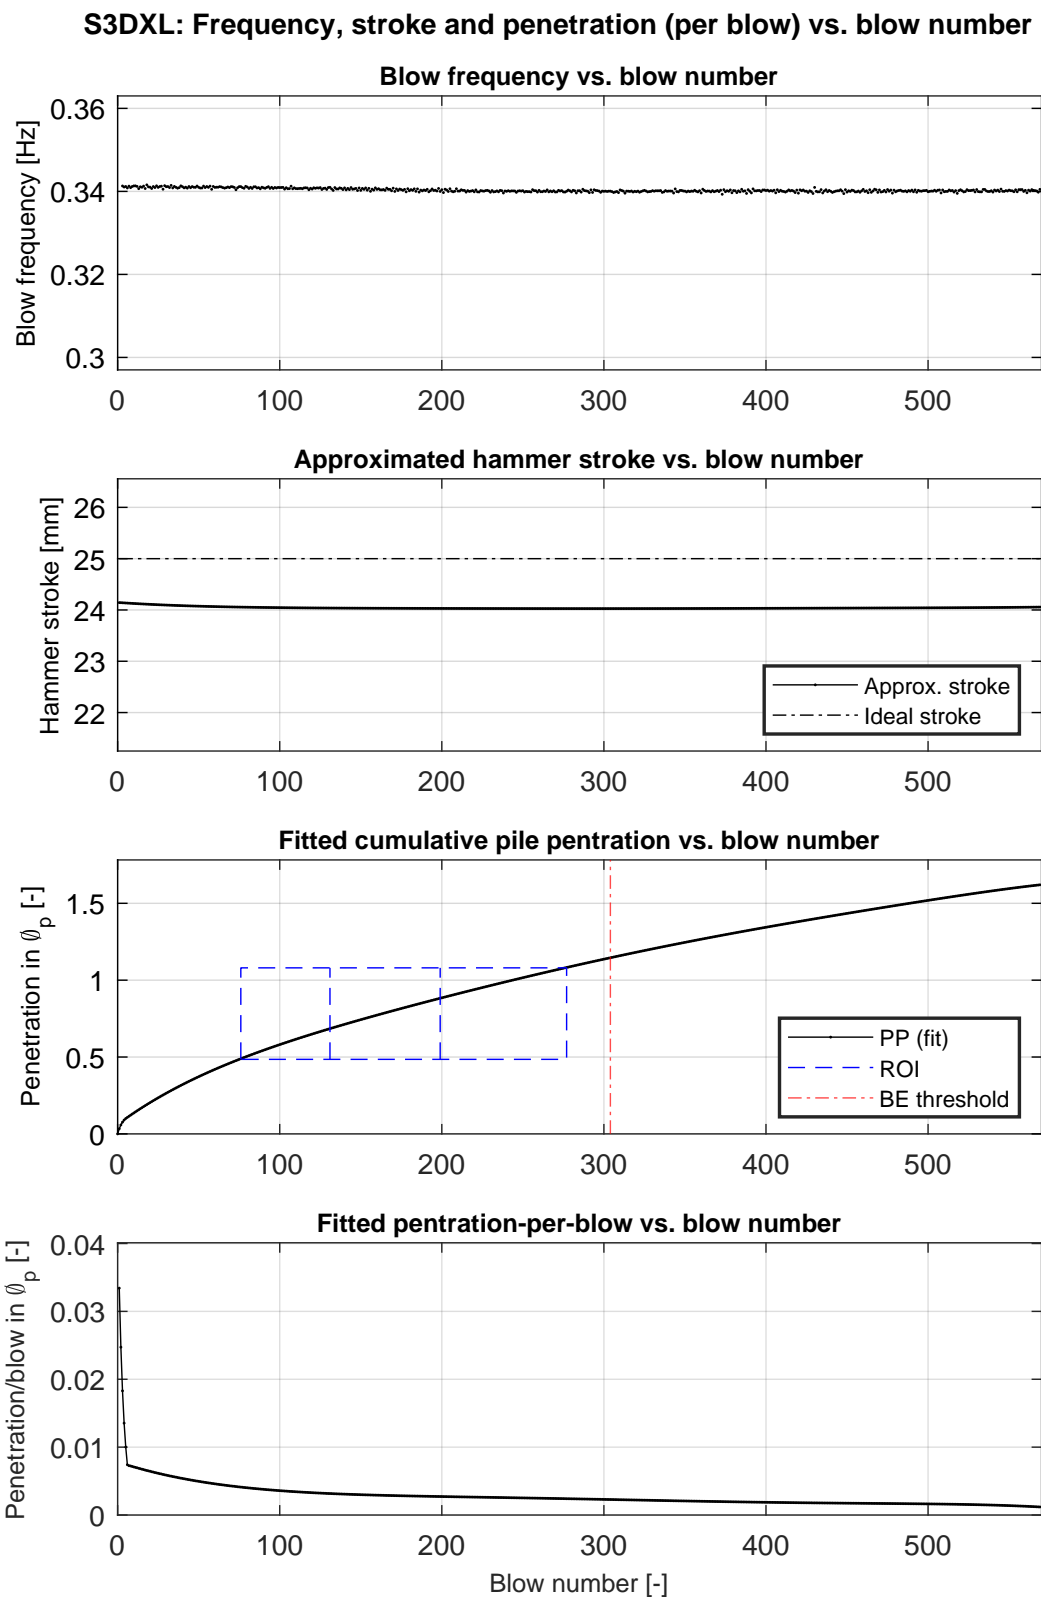 S3DXL: Frequency, stroke and penetration (per blow) vs. blow number
Blow frequency vs. blow number
Blow frequency [Hz]
0.36
0.34
0.32
0.3
0 100 200 300 400 500
Approximated hammer stroke vs. blow number
Hammer stroke [mm]
26
25
24
23
22
Approx. stroke
Ideal stroke
0 100 200 300 400 500
Fitted cumulative pile pentration vs. blow number
Penetration in ∅p [-]
1.5
1
0.5
0
PP (fit)
ROI
BE threshold
0 100 200 300 400 500
Fitted pentration-per-blow vs. blow number
Penetration/blow in ∅p [-]
0.04
0.03
0.02
0.01
0
0 100 200 300 400 500
Blow number [-]